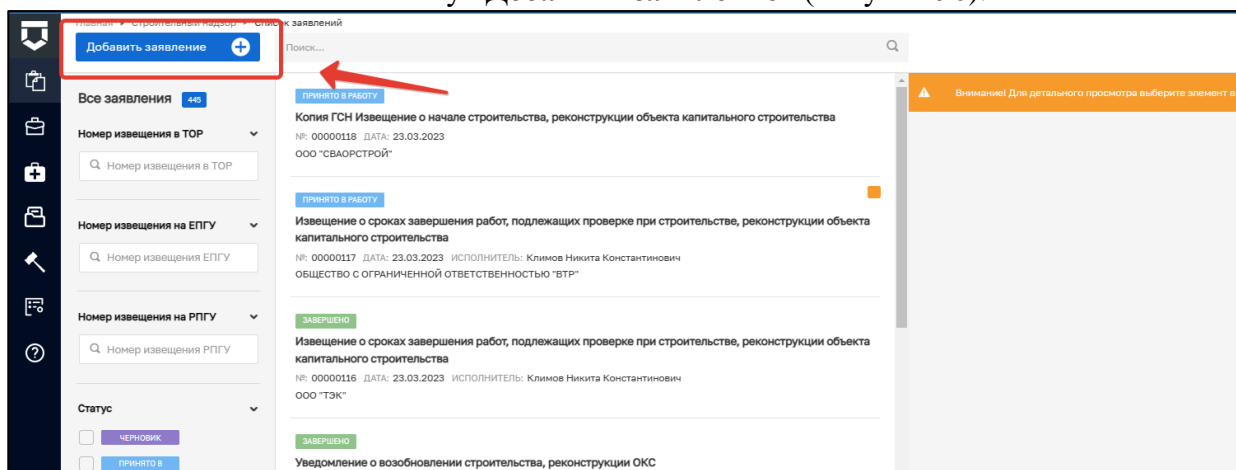 Главная ▸ Строительный надзор ▸ Список заявлений
Добавить заявление
Поиск...
Все заявления 445
Номер извещения в ТОР
Номер извещения в ТОР
Номер извещения на ЕПГУ
Номер извещения ЕПГУ
Номер извещения на РПГУ
Номер извещения РПГУ
Статус
ЧЕРНОВИК
ПРИНЯТО В
ПРИНЯТО В РАБОТУ
Копия ГСН Извещение о начале строительства, реконструкции объекта капитального строительства
№: 00000118 ДАТА: 23.03.2023
ООО "СВАОРСТРОЙ"
ПРИНЯТО В РАБОТУ
Извещение о сроках завершения работ, подлежащих проверке при строительстве, реконструкции объекта
капитального строительства
№: 00000117 ДАТА: 23.03.2023 ИСПОЛНИТЕЛЬ: Климов Никита Константинович
ОБЩЕСТВО С ОГРАНИЧЕННОЙ ОТВЕТСТВЕННОСТЬЮ "ВТР"
ЗАВЕРШЕНО
Извещение о сроках завершения работ, подлежащих проверке при строительстве, реконструкции объекта
капитального строительства
№: 00000116 ДАТА: 23.03.2023 ИСПОЛНИТЕЛЬ: Климов Никита Константинович
ООО "ТЭК"
ЗАВЕРШЕНО
Уведомление о возобновлении строительства, реконструкции ОКС
Внимание! Для детального просмотра выберите элемент в